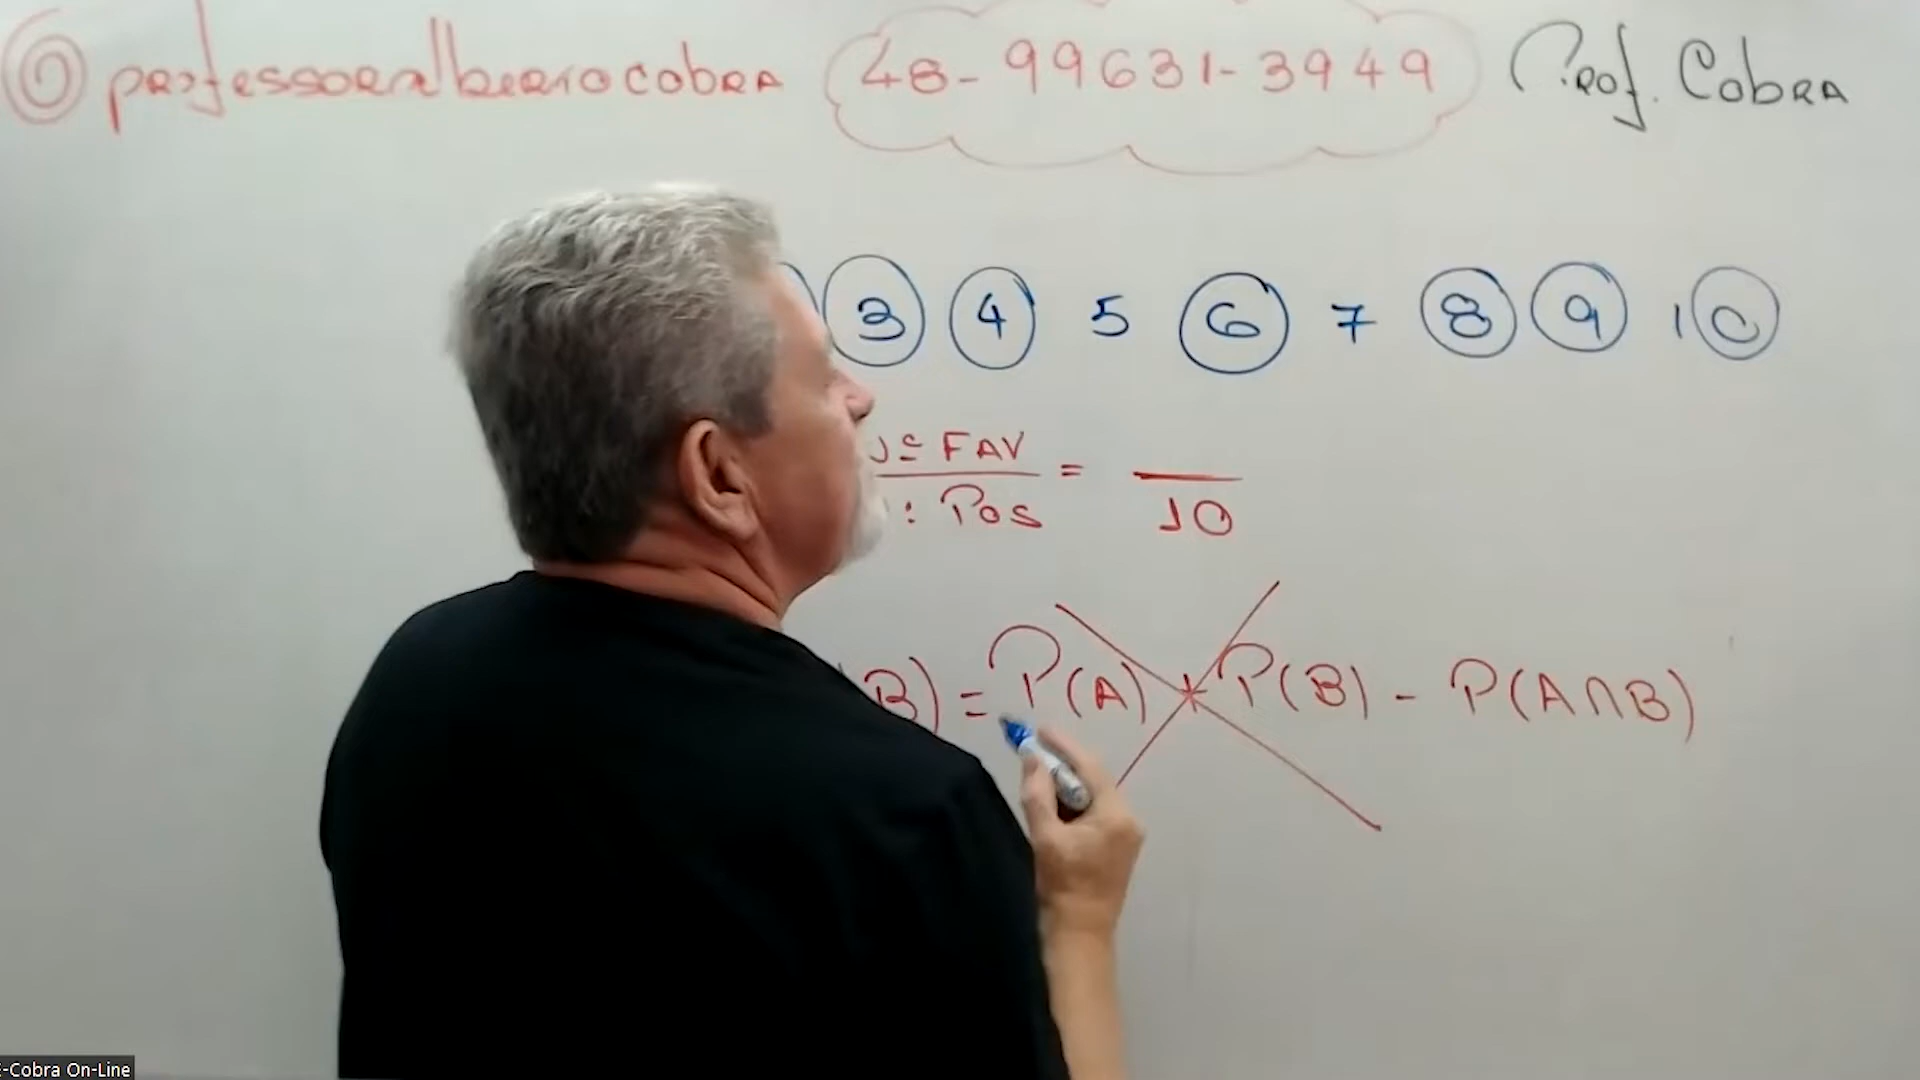 professoralbertocobra 48-99631-3949 Prof. Cobra
3 4 5 6 7 8 9 10
º FAV
: Pos = 10
B) = P(A) + P(B) - P(A∩B)
E-Cobra On-Line